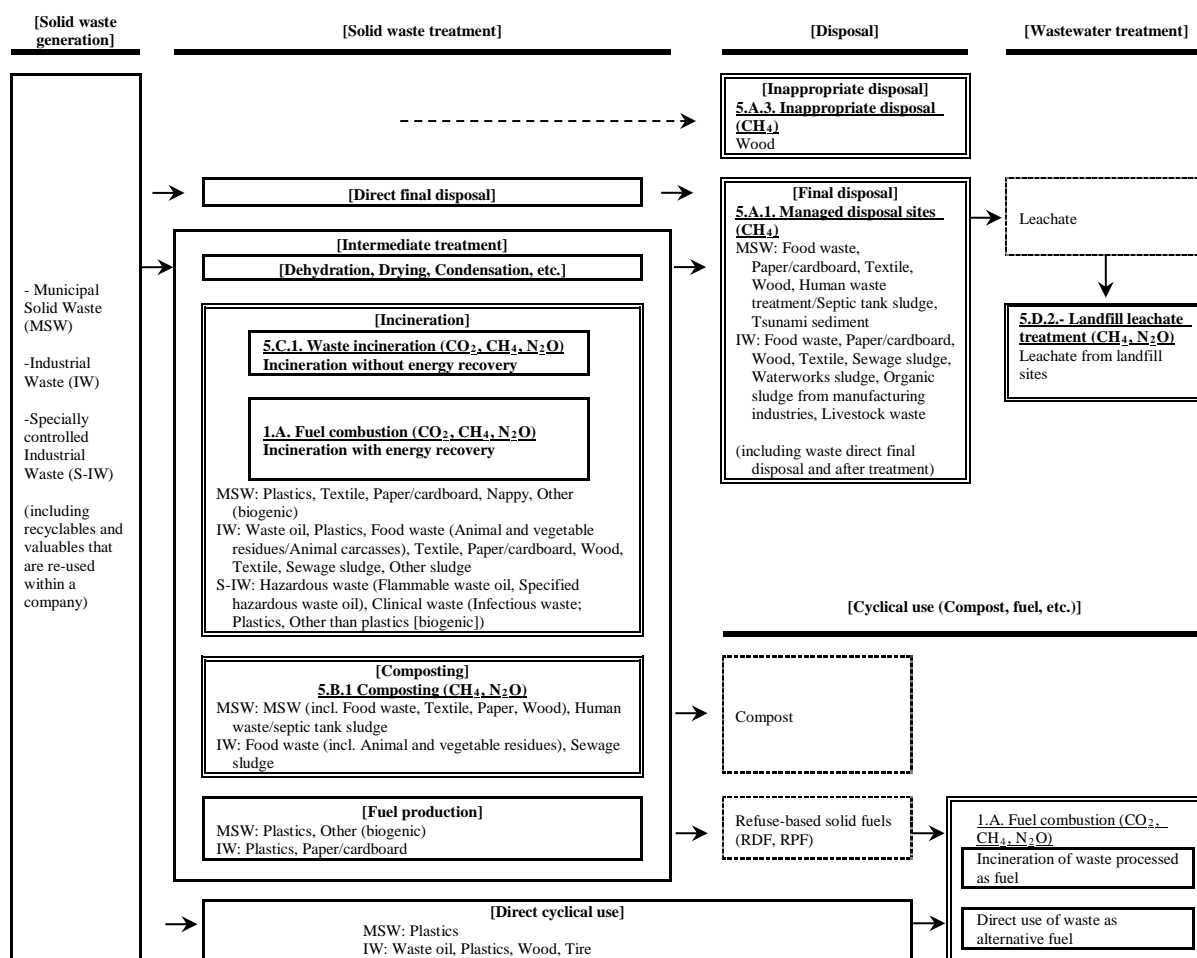 [Solid waste
generation]
[Solid waste treatment]
[Disposal]
[Wastewater treatment]
- Municipal
Solid Waste
(MSW)
-Industrial
Waste (IW)
-Specially
controlled
Industrial
Waste (S-IW)
(including
recyclables and
valuables that
are re-used
within a
company)
[Inappropriate disposal]
5.A.3. Inappropriate disposal
(CH₄)
Wood
[Direct final disposal]
[Final disposal]
5.A.1. Managed disposal sites
(CH₄)
MSW: Food waste,
Paper/cardboard, Textile,
Wood, Human waste
treatment/Septic tank sludge,
Tsunami sediment
IW: Food waste, Paper/cardboard,
Wood, Textile, Sewage sludge,
Waterworks sludge, Organic
sludge from manufacturing
industries, Livestock waste
(including waste direct final
disposal and after treatment)
Leachate
5.D.2.- Landfill leachate
treatment (CH₄, N₂O)
Leachate from landfill
sites
[Intermediate treatment]
[Dehydration, Drying, Condensation, etc.]
[Incineration]
5.C.1. Waste incineration (CO₂, CH₄, N₂O)
Incineration without energy recovery
1.A. Fuel combustion (CO₂, CH₄, N₂O)
Incineration with energy recovery
MSW: Plastics, Textile, Paper/cardboard, Nappy, Other
(biogenic)
IW: Waste oil, Plastics, Food waste (Animal and vegetable
residues/Animal carcasses), Textile, Paper/cardboard, Wood,
Textile, Sewage sludge, Other sludge
S-IW: Hazardous waste (Flammable waste oil, Specified
hazardous waste oil), Clinical waste (Infectious waste;
Plastics, Other than plastics [biogenic])
[Cyclical use (Compost, fuel, etc.)]
[Composting]
5.B.1 Composting (CH₄, N₂O)
MSW: MSW (incl. Food waste, Textile, Paper, Wood), Human
waste/septic tank sludge
IW: Food waste (incl. Animal and vegetable residues), Sewage
sludge
Compost
[Fuel production]
MSW: Plastics, Other (biogenic)
IW: Plastics, Paper/cardboard
Refuse-based solid fuels
(RDF, RPF)
1.A. Fuel combustion (CO₂,
CH₄, N₂O)
Incineration of waste processed
as fuel
Direct use of waste as
alternative fuel
[Direct cyclical use]
MSW: Plastics
IW: Waste oil, Plastics, Wood, Tire